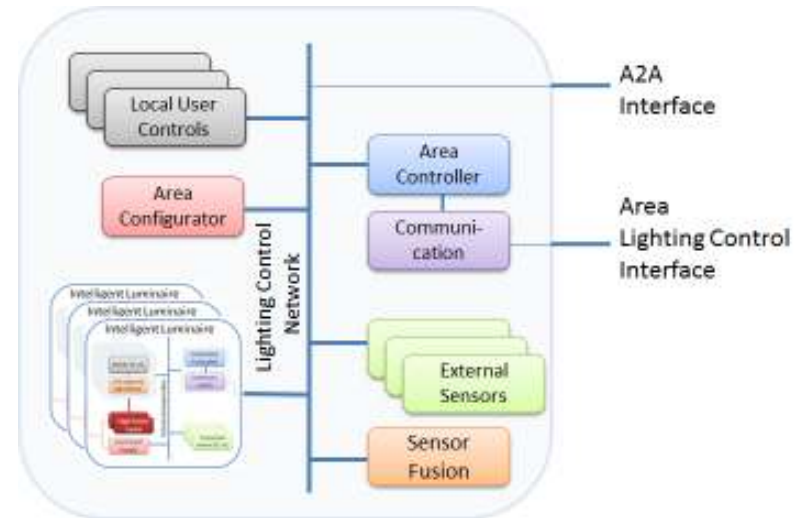 A2A
Interface
Local User
Controls
Area
Controller
Area
Configurator
Communi-
cation
Area
Lighting Control
Interface
Lighting Control
Network
Intelligent Luminaire
Intelligent Luminaire
Intelligent Luminaire
External
Sensors
Sensor
Fusion